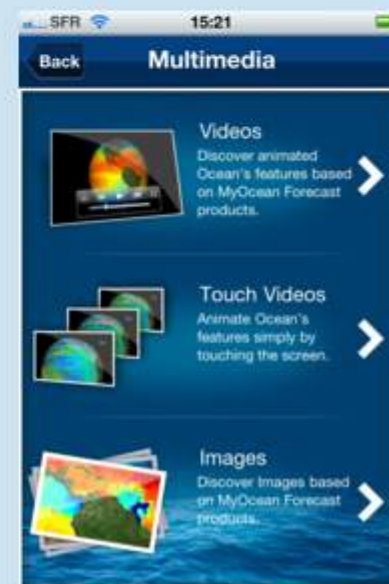 SFR 15:21
Back Multimedia
Videos
Discover animated
Ocean's features based
on MyOcean Forecast
products.
Touch Videos
Animate Ocean's
features simply by
touching the screen.
Images
Discover Images based
on MyOcean Forecast
products.